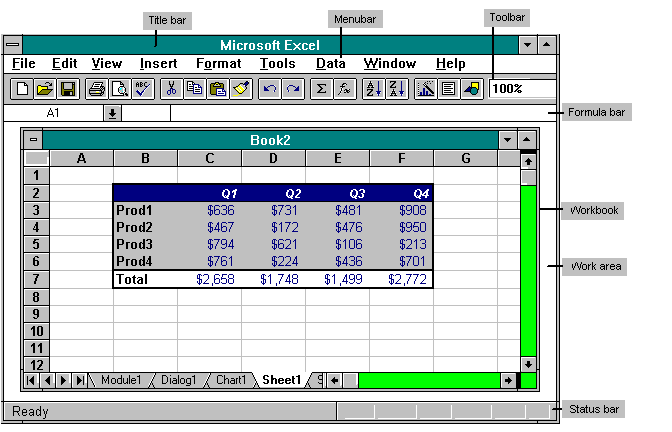 Title bar
Menubar
Toolbar
Microsoft Excel
File Edit View Insert Format Tools Data Window Help
ABC Σ fx A Z Z A 100%
A1
Formula bar
Book2
A B C D E F G
1
2 Q1 Q2 Q3 Q4
3 Prod1 $636 $731 $481 $908
Workbook
4 Prod2 $467 $172 $476 $950
5 Prod3 $794 $621 $106 $213
6 Prod4 $761 $224 $436 $701
Work area
7 Total $2,658 $1,748 $1,499 $2,772
8
9
10
11
12
Module1 Dialog1 Chart1 Sheet1 S
Ready
Status bar